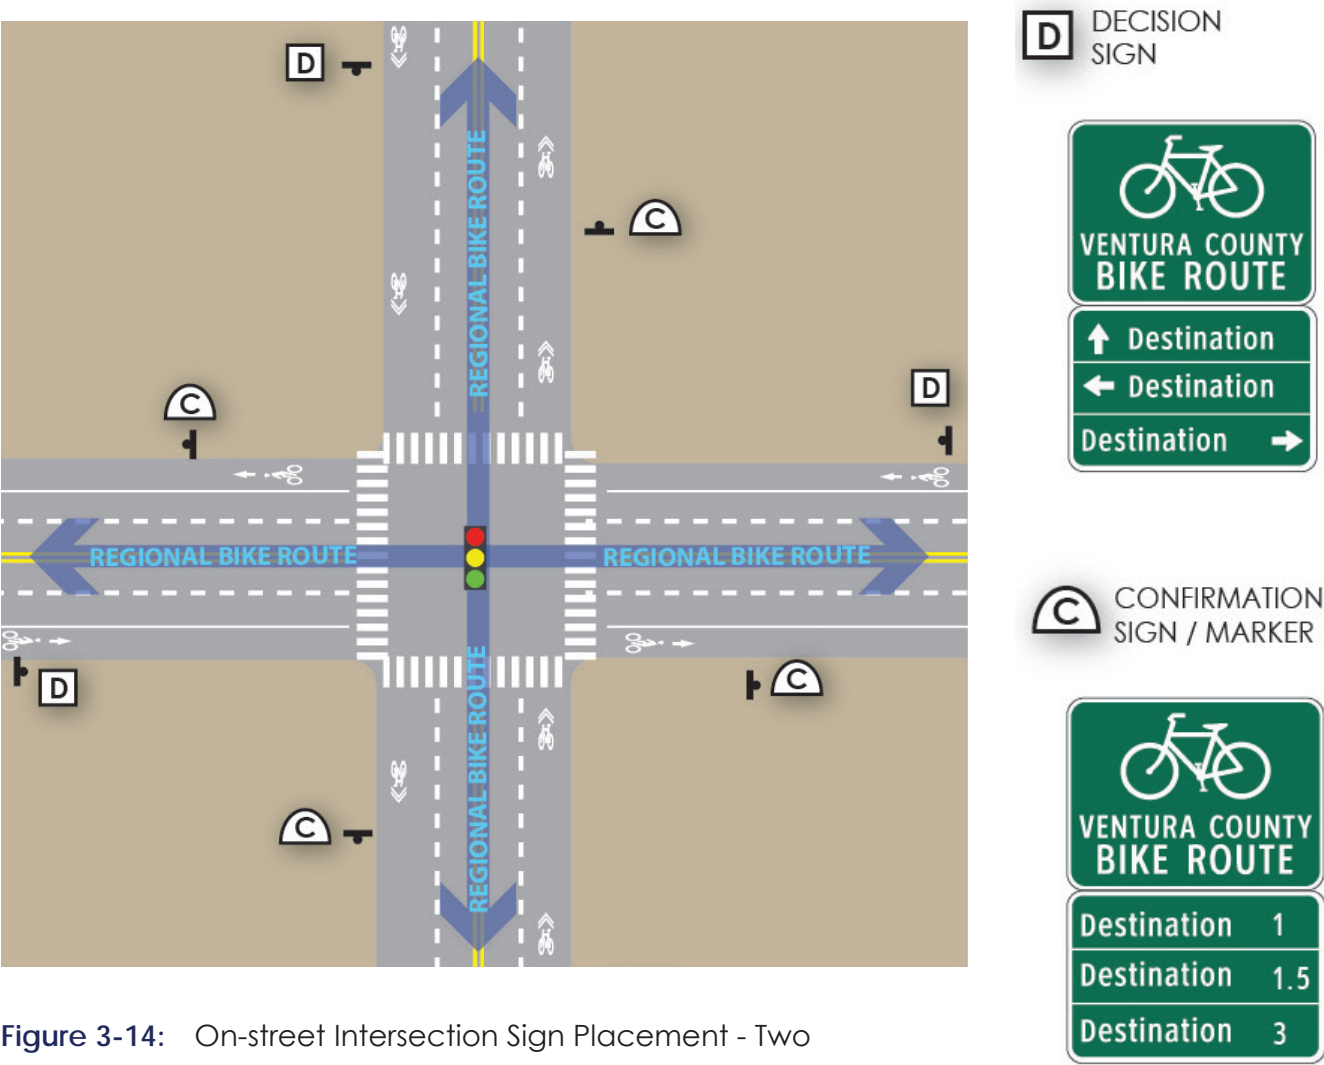 D
C
C
D
D
C
C
REGIONAL BIKE ROUTE
REGIONAL BIKE ROUTE
REGIONAL BIKE ROUTE
REGIONAL BIKE ROUTE
Figure 3-14: On-street Intersection Sign Placement - Two
D DECISION
SIGN
VENTURA COUNTY
BIKE ROUTE
Destination
Destination
Destination
C CONFIRMATION
SIGN / MARKER
VENTURA COUNTY
BIKE ROUTE
Destination 1
Destination 1.5
Destination 3